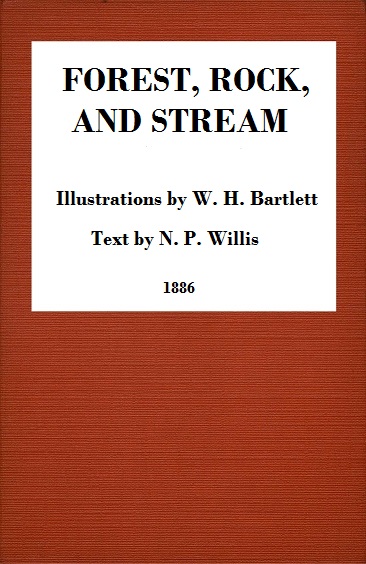 FOREST, ROCK,
AND STREAM
Illustrations by W. H. Bartlett
Text by N. P. Willis
1886